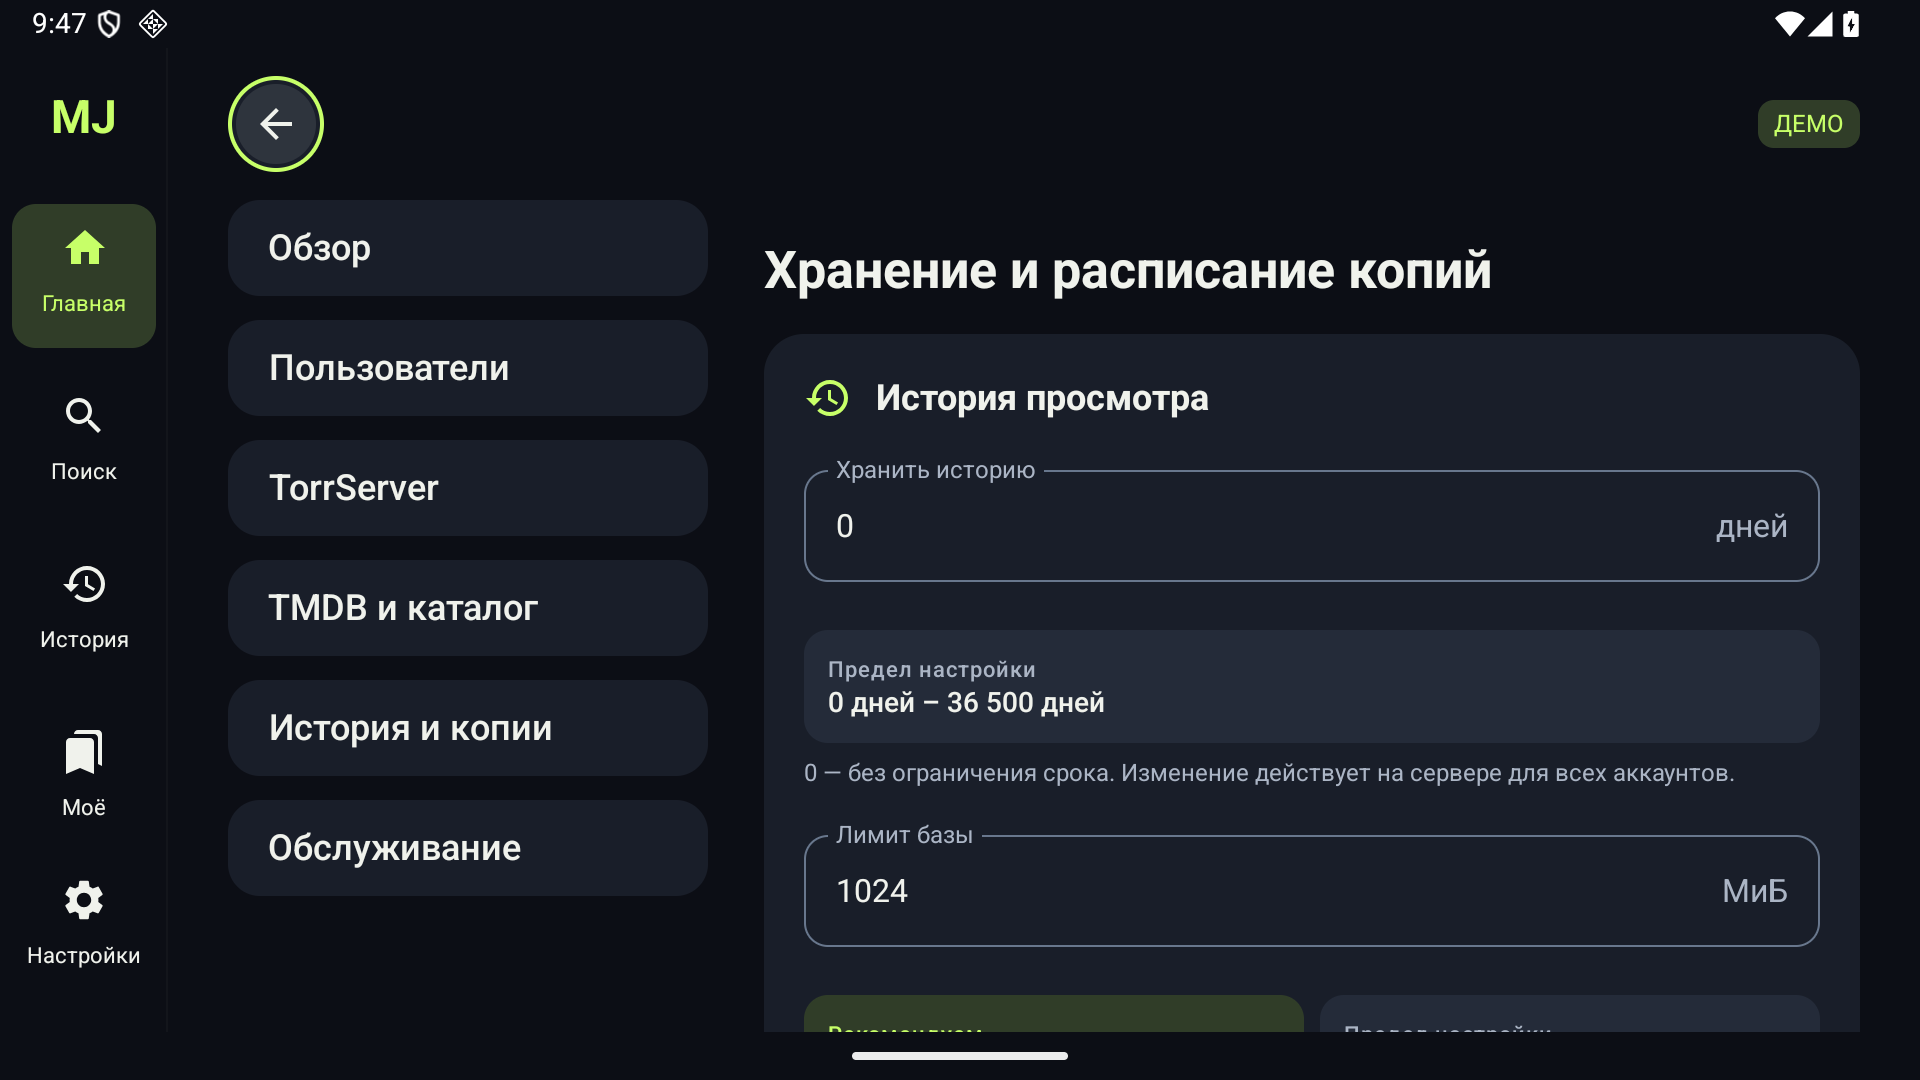 9:47
MJ
ДЕМО
Главная
Поиск
История
Моё
Настройки
Обзор
Пользователи
TorrServer
TMDB и каталог
История и копии
Обслуживание
Хранение и расписание копий
История просмотра
Хранить историю
0 дней
Предел настройки
0 дней – 36 500 дней
0 — без ограничения срока. Изменение действует на сервере для всех аккаунтов.
Лимит базы
1024 МиБ
Предел настройки